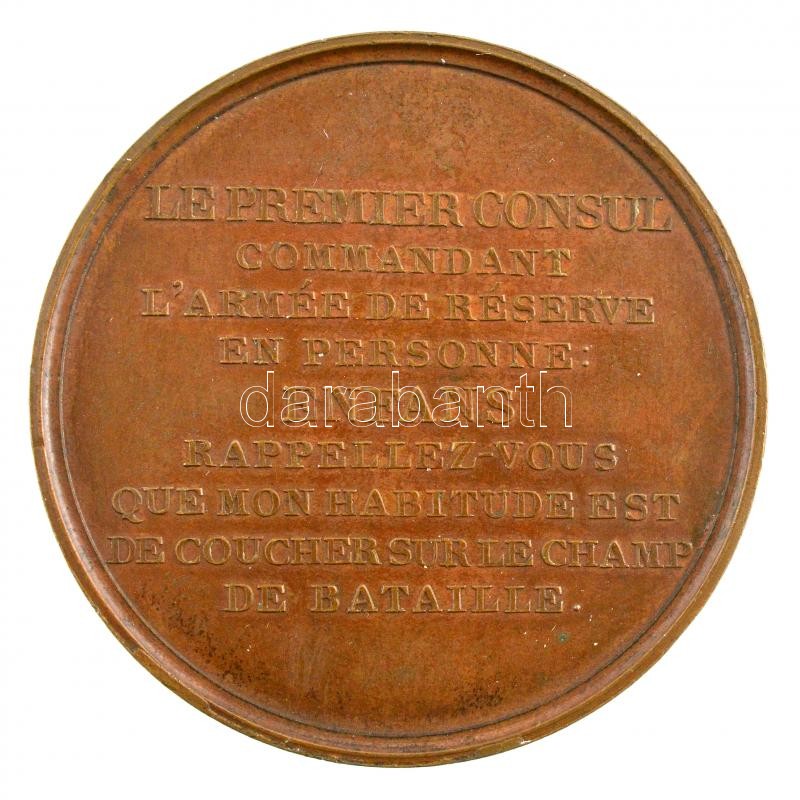 LE PREMIER CONSUL
COMMANDANT
L'ARMÉE DE RÉSERVE
EN PERSONNE:
ENFANS
darabanth
RAPPELLEZ-VOUS
QUE MON HABITUDE EST
DE COUCHER SUR LE CHAMP
DE BATAILLE.